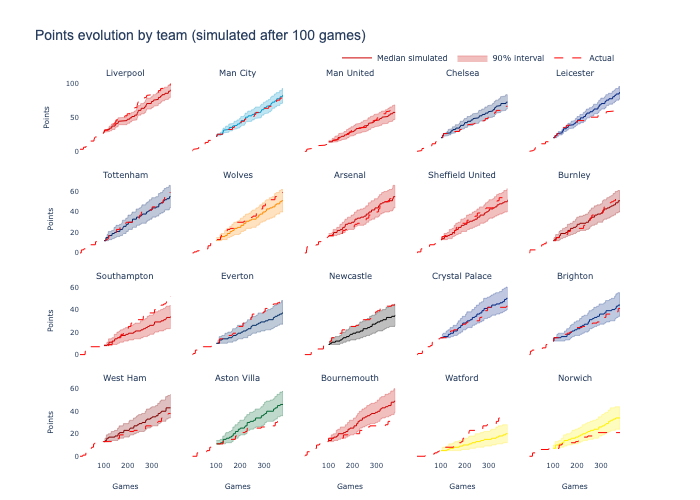 Points evolution by team (simulated after 100 games)
Median simulated 90% interval Actual
Liverpool Man City Man United Chelsea Leicester
100
50
0
Points
Tottenham Wolves Arsenal Sheffield United Burnley
60
40
20
0
Points
Southampton Everton Newcastle Crystal Palace Brighton
60
40
20
0
Points
West Ham Aston Villa Bournemouth Watford Norwich
60
40
20
0
Points
100 200 300 100 200 300 100 200 300 100 200 300 100 200 300
Games Games Games Games Games